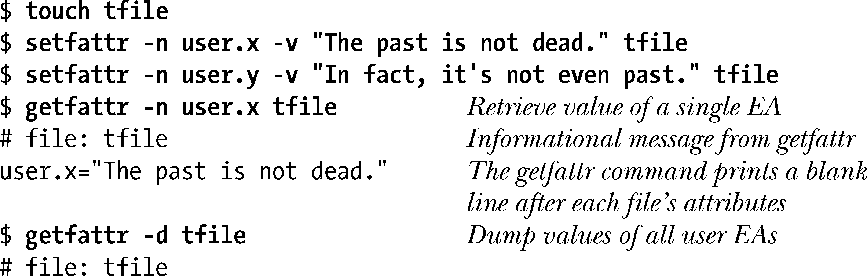 $ touch tfile
$ setfattr -n user.x -v "The past is not dead." tfile
$ setfattr -n user.y -v "In fact, it's not even past." tfile
$ getfattr -n user.x tfile Retrieve value of a single EA
# file: tfile Informational message from getfattr
user.x="The past is not dead." The getfattr command prints a blank
line after each file's attributes
$ getfattr -d tfile Dump values of all user EAs
# file: tfile